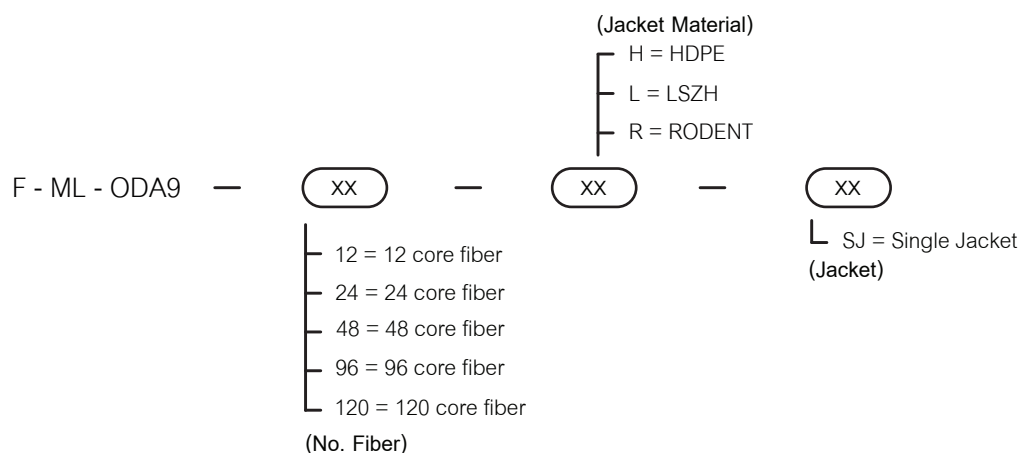 (Jacket Material)
H = HDPE
L = LSZH
R = RODENT
F - ML - ODA9 — XX — XX — XX
12 = 12 core fiber
24 = 24 core fiber
48 = 48 core fiber
96 = 96 core fiber
120 = 120 core fiber
(No. Fiber)
SJ = Single Jacket
(Jacket)